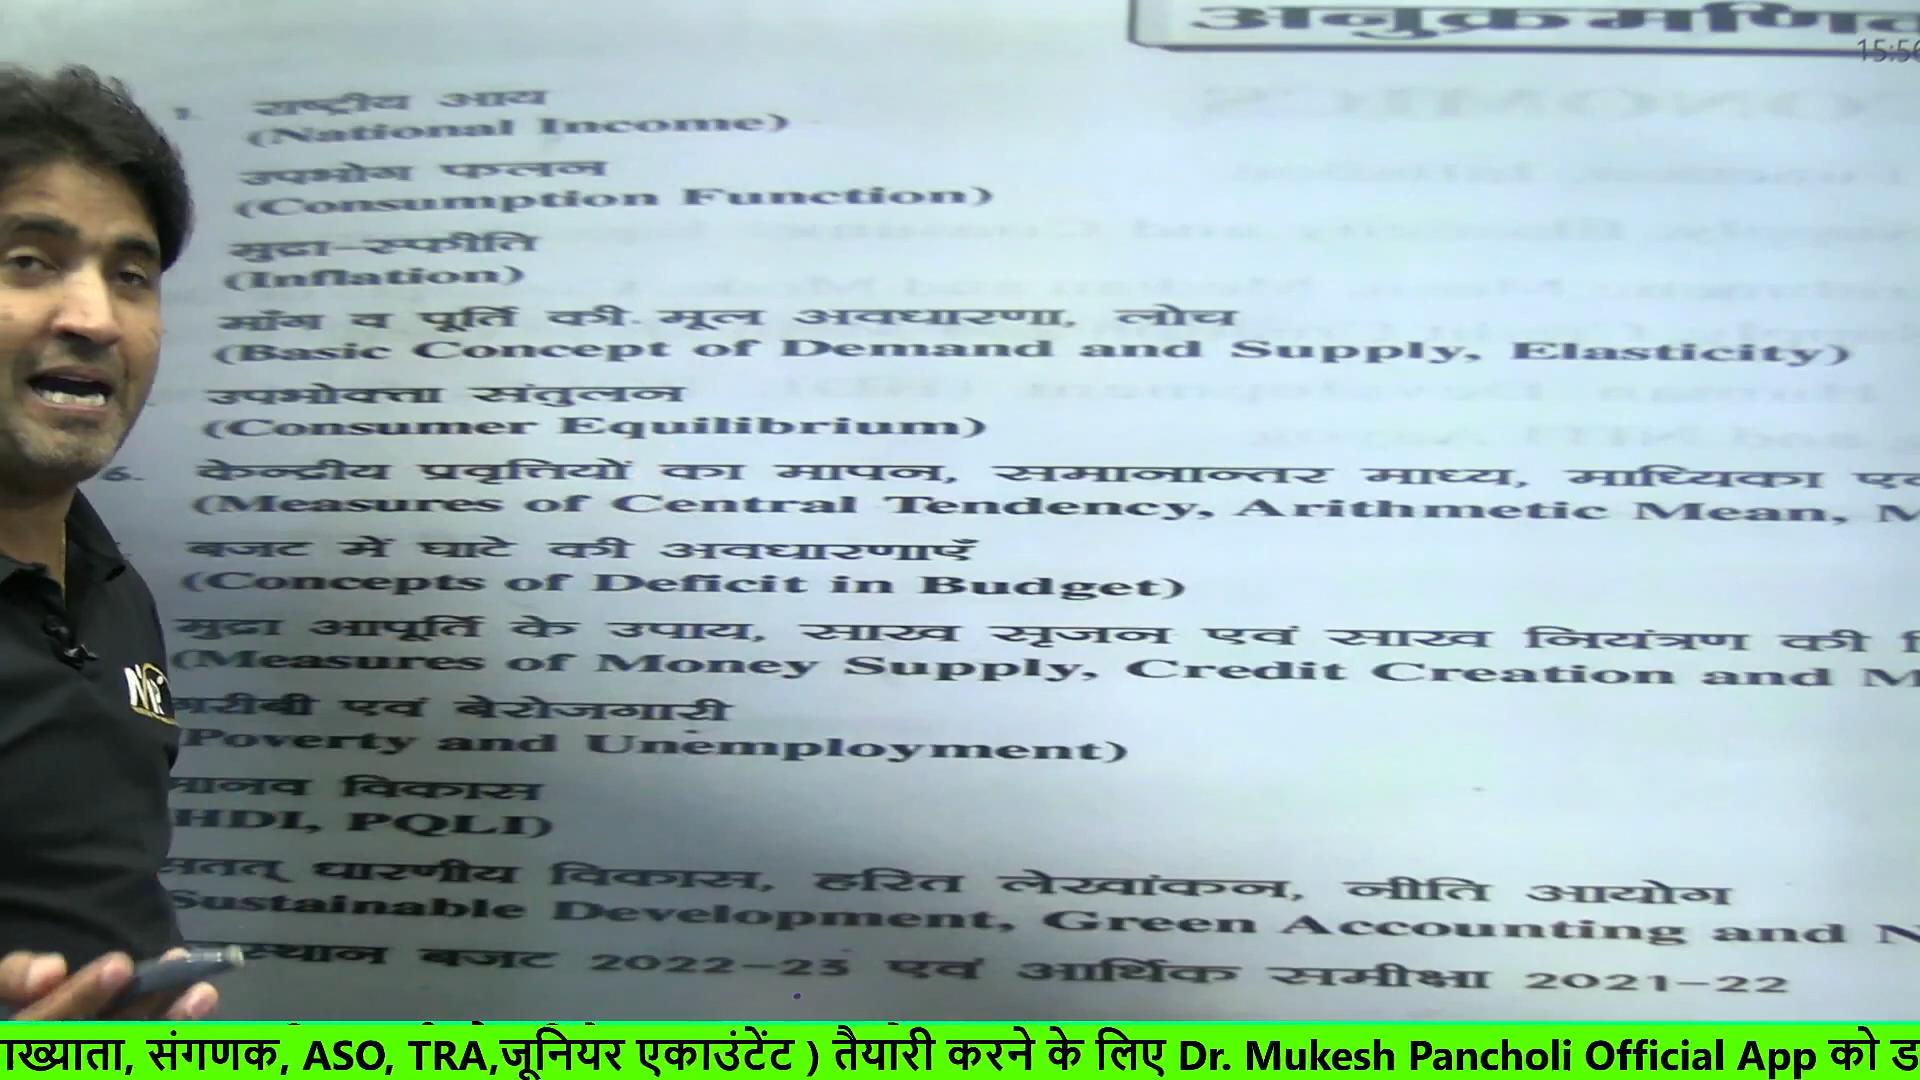 अनुक्रमणि
15:5
1. राष्ट्रीय आय
(National Income)
उपभोग फलन
(Consumption Function)
मुद्रा-स्फीति
(Inflation)
माँग व पूर्ति की मूल अवधारणा, लोच
(Basic Concept of Demand and Supply, Elasticity)
उपभोक्ता संतुलन
(Consumer Equilibrium)
6. केन्द्रीय प्रवृत्तियों का मापन, समानान्तर माध्य, माध्यिका एव
(Measures of Central Tendency, Arithmetic Mean, M
बजट में घाटे की अवधारणाएँ
(Concepts of Deficit in Budget)
मुद्रा आपूर्ति के उपाय, साख सृजन एवं साख नियंत्रण की
(Measures of Money Supply, Credit Creation and M
गरीबी एवं बेरोजगारी
(Poverty and Unemployment)
मानव विकास
HDI, PQLI)
सतत् धारणीय विकास, हरित लेखांकन, नीति आयोग
Sustainable Development, Green Accounting and N
स्थान बजट 2022-23 एवं आर्थिक समीक्षा 2021-22
MP
ाख्याता, संगणक, ASO, TRA,जूनियर एकाउंटेंट ) तैयारी करने के लिए Dr. Mukesh Pancholi Official App को ड